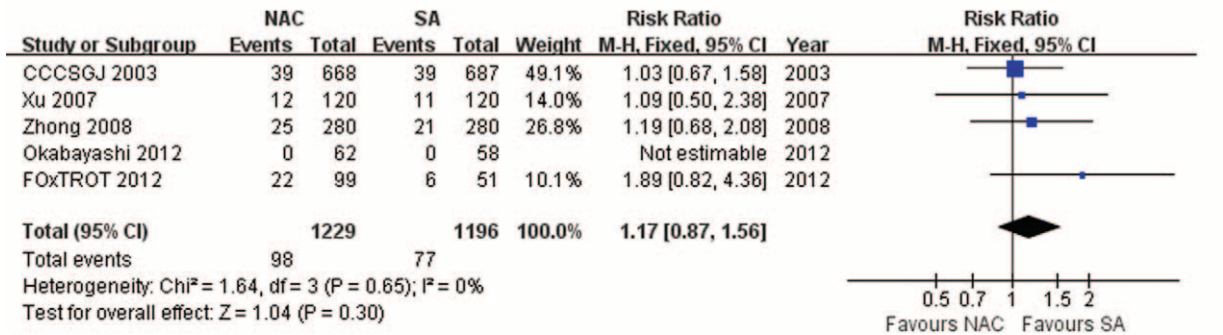 NAC SA Risk Ratio Risk Ratio
Study or Subgroup Events Total Events Total Weight M-H, Fixed, 95% CI Year M-H, Fixed, 95% CI
CCCSGJ 2003 39 668 39 687 49.1% 1.03 [0.67, 1.58] 2003
Xu 2007 12 120 11 120 14.0% 1.09 [0.50, 2.38] 2007
Zhong 2008 25 280 21 280 26.8% 1.19 [0.68, 2.08] 2008
Okabayashi 2012 0 62 0 58 Not estimable 2012
FOxTROT 2012 22 99 6 51 10.1% 1.89 [0.82, 4.36] 2012
Total (95% CI) 1229 1196 100.0% 1.17 [0.87, 1.56]
Total events 98 77
Heterogeneity: Chi² = 1.64, df = 3 (P = 0.65); I² = 0%
Test for overall effect: Z = 1.04 (P = 0.30)
0.5 0.7 1 1.5 2
Favours NAC Favours SA